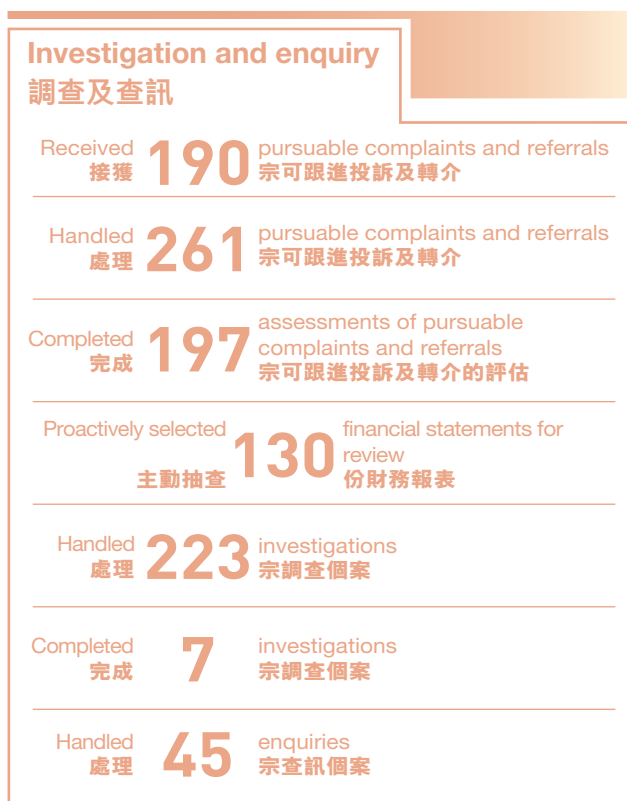 Investigation and enquiry
調查及查訊
Received 190 pursuable complaints and referrals
接獲 宗可跟進投訴及轉介
Handled 261 pursuable complaints and referrals
處理 宗可跟進投訴及轉介
Completed 197 assessments of pursuable
complaints and referrals
完成 宗可跟進投訴及轉介的評估
Proactively selected 130 financial statements for
review
主動抽查 份財務報表
Handled 223 investigations
處理 宗調查個案
Completed 7 investigations
完成 宗調查個案
Handled 45 enquiries
處理 宗查訊個案